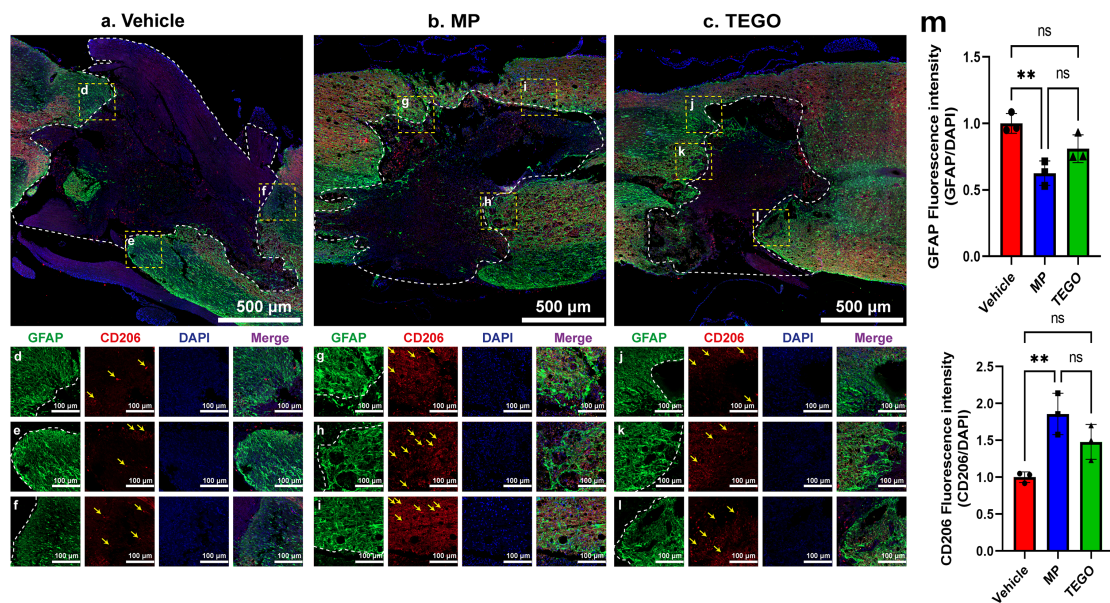 a. Vehicle
b. MP
c. TEGO
m
d
e
f
500 µm
g
h
i
500 µm
j
k
l
500 µm
GFAP CD206 DAPI Merge
GFAP CD206 DAPI Merge
GFAP CD206 DAPI Merge
d
100 µm 100 µm 100 µm 100 µm
g
100 µm 100 µm 100 µm 100 µm
j
100 µm 100 µm 100 µm 100 µm
e
100 µm 100 µm 100 µm 100 µm
h
100 µm 100 µm 100 µm 100 µm
k
100 µm 100 µm 100 µm 100 µm
f
100 µm 100 µm 100 µm 100 µm
i
100 µm 100 µm 100 µm 100 µm
l
100 µm 100 µm 100 µm 100 µm
GFAP Fluorescence intensity
(GFAP/DAPI)
ns
** ns
1.5
1.0
0.5
0.0
Vehicle
MP
TEGO
CD206 Fluorescence intensity
(CD206/DAPI)
ns
** ns
2.5
2.0
1.5
1.0
0.5
0.0
Vehicle
MP
TEGO